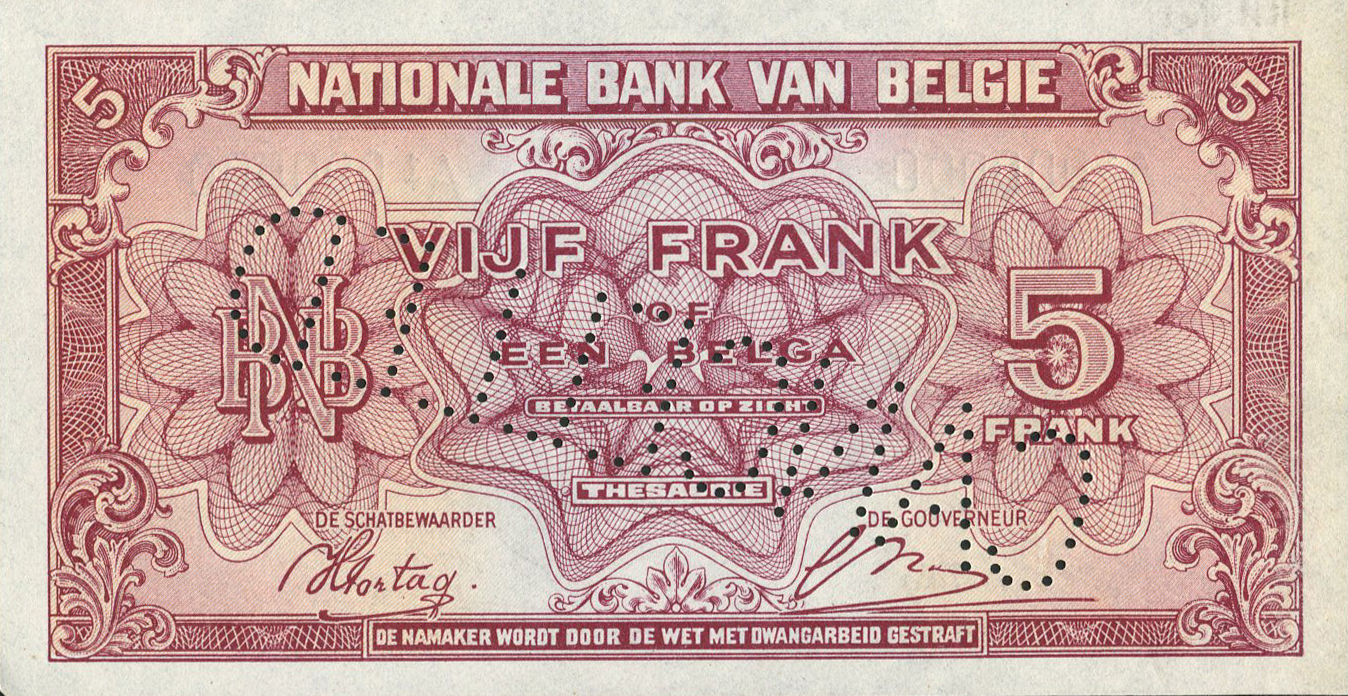 5
5
NATIONALE BANK VAN BELGIE
VIJF FRANK
OF
EEN BELGA
BETAALBAAR OP ZICHT
THESAURIE
BNB
5
FRANK
DE SCHATBEWAARDER
DE GOUVERNEUR
DE NAMAKER WORDT DOOR DE WET MET DWANGARBEID GESTRAFT